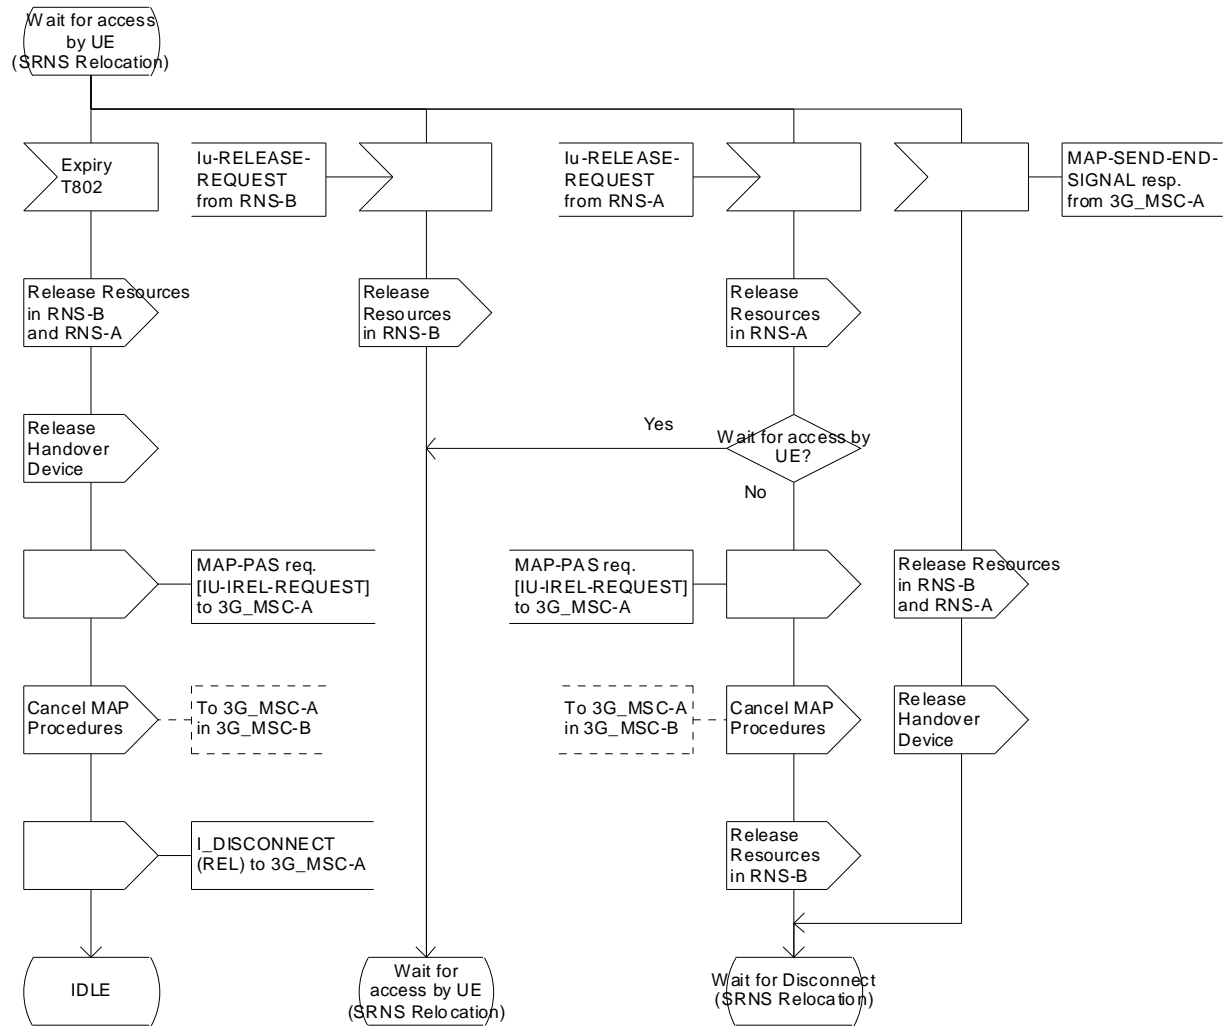 Wait for access
by UE
(SRNS Relocation)
Expiry
T802
Iu-RELEASE-
REQUEST
from RNS-B
Iu-RELEASE-
REQUEST
from RNS-A
MAP-SEND-END-
SIGNAL resp.
from 3G_MSC-A
Release Resources
in RNS-B
and RNS-A
Release
Resources
in RNS-B
Release
Resources
in RNS-A
Release
Handover
Device
Yes
Wait for access by
UE?
No
MAP-PAS req.
[IU-IREL-REQUEST]
to 3G_MSC-A
MAP-PAS req.
[IU-IREL-REQUEST]
to 3G_MSC-A
Release Resources
in RNS-B
and RNS-A
Cancel MAP
Procedures
To 3G_MSC-A
in 3G_MSC-B
To 3G_MSC-A
in 3G_MSC-B
Cancel MAP
Procedures
Release
Handover
Device
I_DISCONNECT
(REL) to 3G_MSC-A
Release
Resources
in RNS-B
IDLE
Wait for
access by UE
(SRNS Relocation)
Wait for Disconnect
(SRNS Relocation)